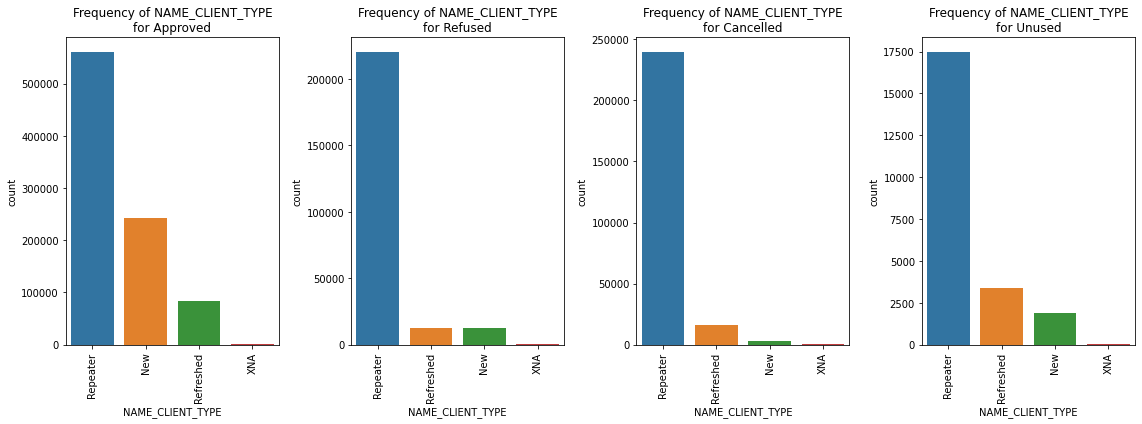 Frequency of NAME_CLIENT_TYPE
for Approved
500000
400000
300000
200000
100000
0
count
Repeater
New
Refreshed
XNA
NAME_CLIENT_TYPE
Frequency of NAME_CLIENT_TYPE
for Refused
200000
150000
100000
50000
0
count
Repeater
Refreshed
New
XNA
NAME_CLIENT_TYPE
Frequency of NAME_CLIENT_TYPE
for Cancelled
250000
200000
150000
100000
50000
0
count
Repeater
Refreshed
New
XNA
NAME_CLIENT_TYPE
Frequency of NAME_CLIENT_TYPE
for Unused
17500
15000
12500
10000
7500
5000
2500
0
count
Repeater
Refreshed
New
XNA
NAME_CLIENT_TYPE